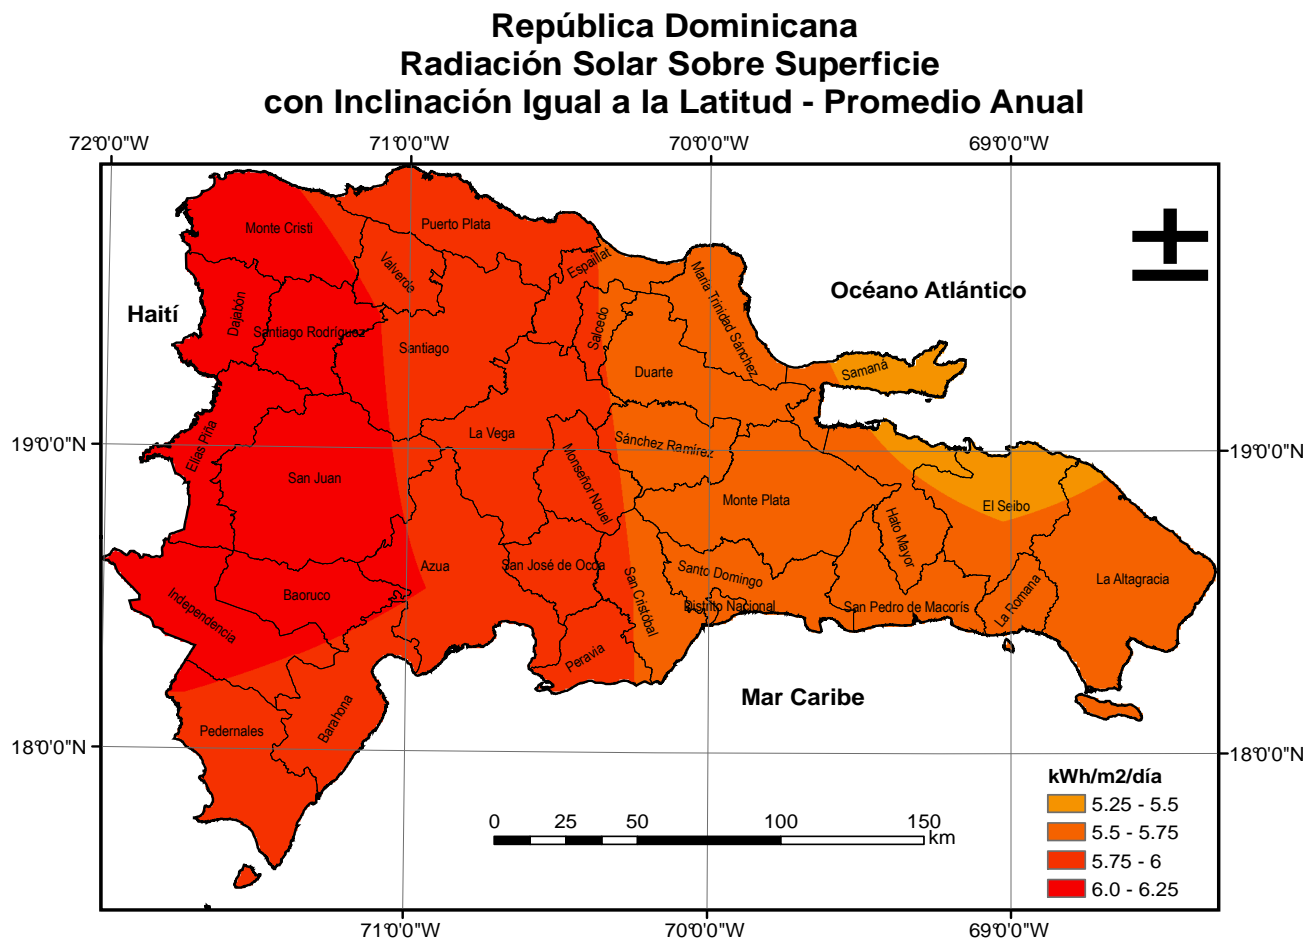 República Dominicana
Radiación Solar Sobre Superficie
con Inclinación Igual a la Latitud - Promedio Anual
72°0'0"W 71°0'0"W 70°0'0"W 69°0'0"W
Puerto Plata
Monte Cristi
Espaillat
Valverde
María Trinidad Sánchez
Océano Atlántico
Haití
Dajabón
Santiago Rodríguez
Salcedo
Santiago
Duarte
Samaná
19°0'0"N
La Vega
Elías Piña
Sánchez Ramírez
19°0'0"N
San Juan
Monseñor Nouel
Monte Plata
El Seibo
Hato Mayor
Azua
San José de Ocoa
Santo Domingo
La Altagracia
Independencia
Baoruco
San Cristóbal
Distrito Nacional
San Pedro de Macorís
La Romana
Peravia
Mar Caribe
Pedernales
Barahona
18°0'0"N
18°0'0"N
kWh/m2/día
5.25 - 5.5
5.5 - 5.75
5.75 - 6
6.0 - 6.25
0 25 50 100 150
km
71°0'0"W 70°0'0"W 69°0'0"W